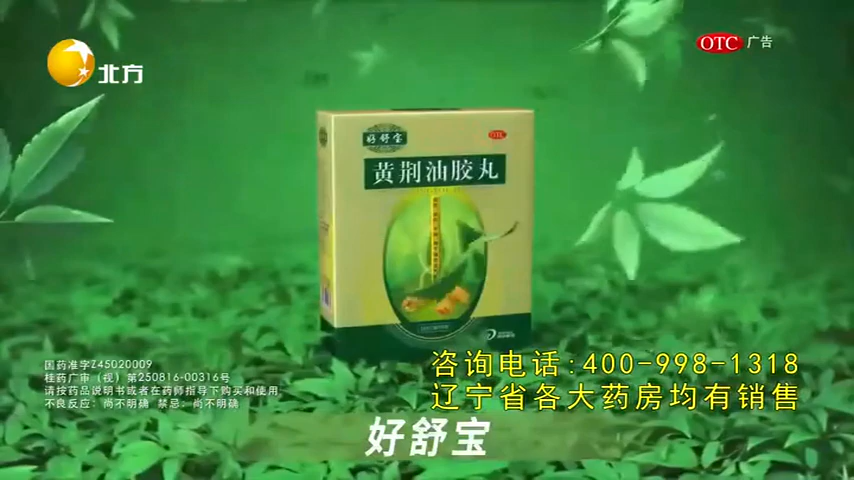 北方
OTC 广告
好舒宝
OTC
黄荆油胶丸
咨询电话:400-998-1318
辽宁省各大药房均有销售
国药准字Z45020009
桂药广审（视）第250816-00316号
请按药品说明书或者在药师指导下购买和使用
不良反应：尚不明确 禁忌：尚不明确
好舒宝